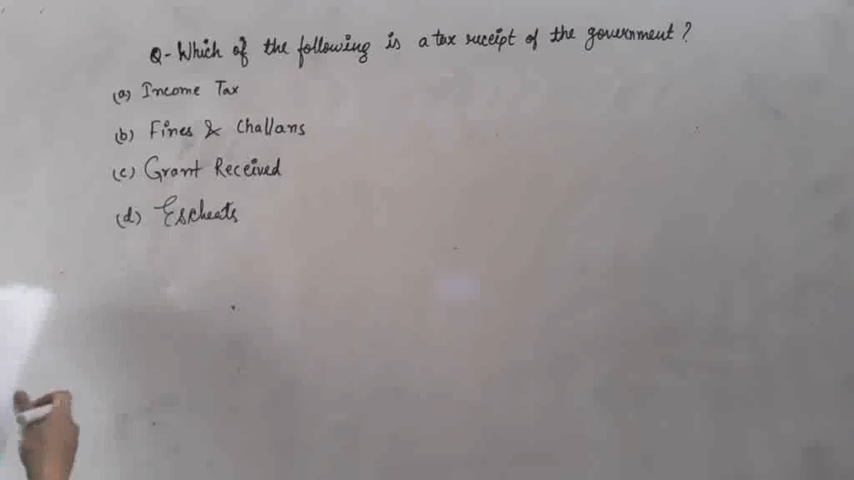 Q- Which of the following is a tax receipt of the government ?
(a) Income Tax
(b) Fines & Challans
(c) Grant Received
(d) Escheats